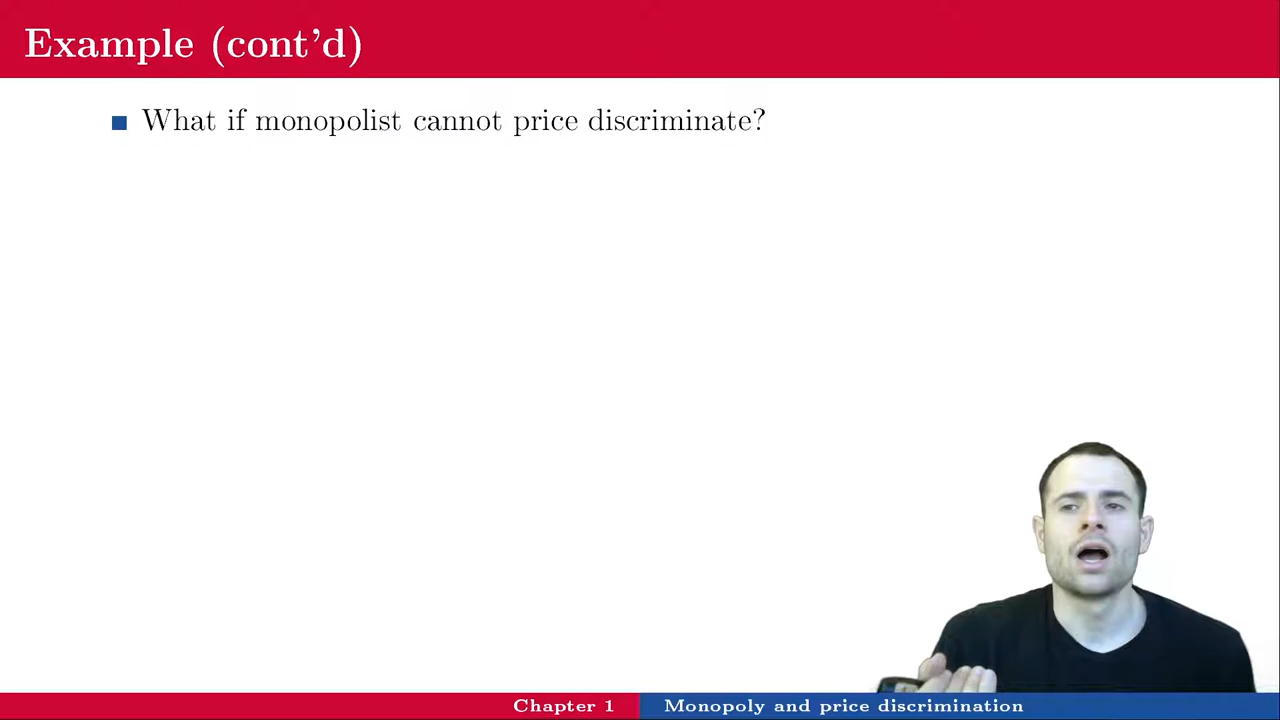 Example (cont'd)
What if monopolist cannot price discriminate?
Chapter 1
Monopoly and price discrimination